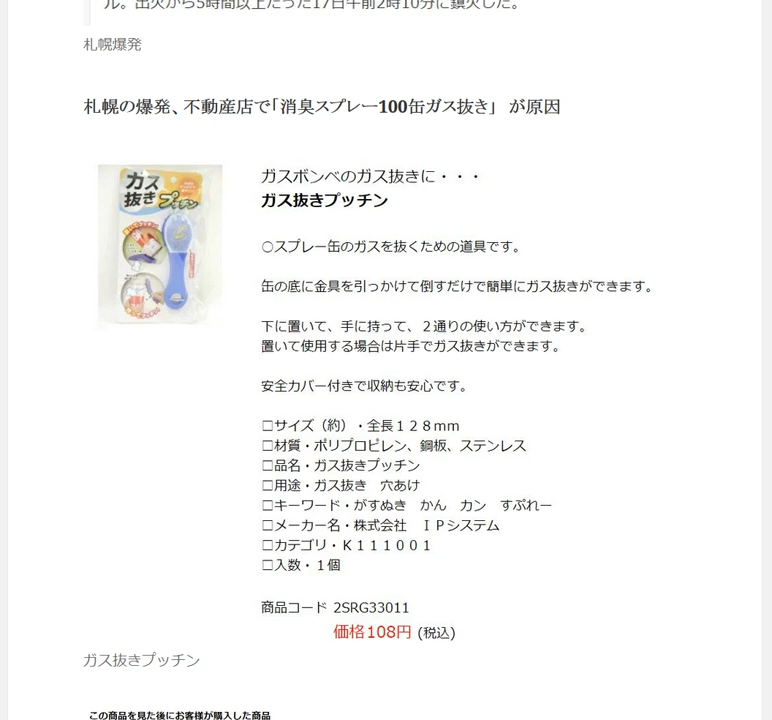 ル。出火から5時間以上たった17日午前2時10分に鎮火した。
札幌爆発
札幌の爆発、不動産店で「消臭スプレー100缶ガス抜き」 が原因
ガス
抜き
プッチン
ガスボンベのガス抜きに・・・
ガス抜きプッチン
○スプレー缶のガスを抜くための道具です。
缶の底に金具を引っかけて倒すだけで簡単にガス抜きができます。
下に置いて、手に持って、２通りの使い方ができます。
置いて使用する場合は片手でガス抜きができます。
安全カバー付きで収納も安心です。
□サイズ（約）・全長１２８mm
□材質・ポリプロピレン、鋼板、ステンレス
□品名・ガス抜きプッチン
□用途・ガス抜き　穴あけ
□キーワード・がすぬき　かん　カン　すぷれー
□メーカー名・株式会社　ＩＰシステム
□カテゴリ・Ｋ１１１００１
□入数・１個
商品コード 2SRG33011
価格108円 (税込)
ガス抜きプッチン
この商品を見た後にお客様が購入した商品